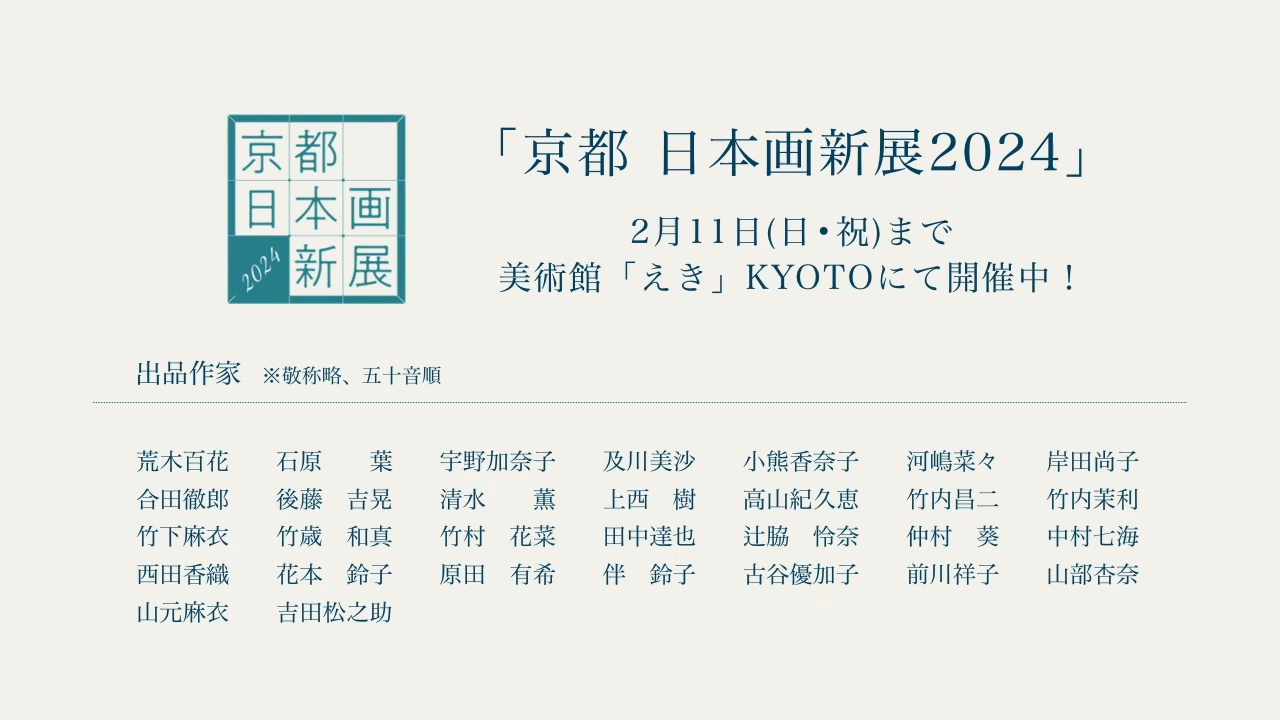 京都
日本画
2024 新展
「京都 日本画新展2024」
2月11日(日・祝)まで
美術館「えき」KYOTOにて開催中！
出品作家 ※敬称略、五十音順
荒木百花 石原　葉 宇野加奈子 及川美沙 小熊香奈子 河嶋菜々 岸田尚子
合田徹郎 後藤　吉晃 清水　薫 上西　樹 高山紀久恵 竹内昌二 竹内茉利
竹下麻衣 竹歳　和真 竹村　花菜 田中達也 辻脇　怜奈 仲村　葵 中村七海
西田香織 花本　鈴子 原田　有希 伴　鈴子 古谷優加子 前川祥子 山部杏奈
山元麻衣 吉田松之助